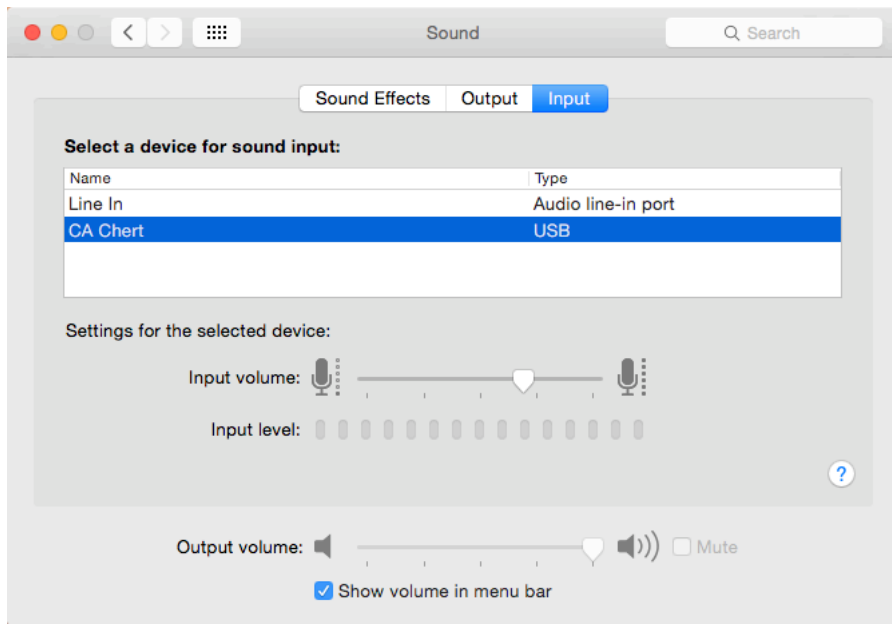 Sound
Search
Sound Effects Output Input
Select a device for sound input:
Name Type
Line In Audio line-in port
CA Chert USB
Settings for the selected device:
Input volume:
Input level:
?
Output volume: Mute
Show volume in menu bar